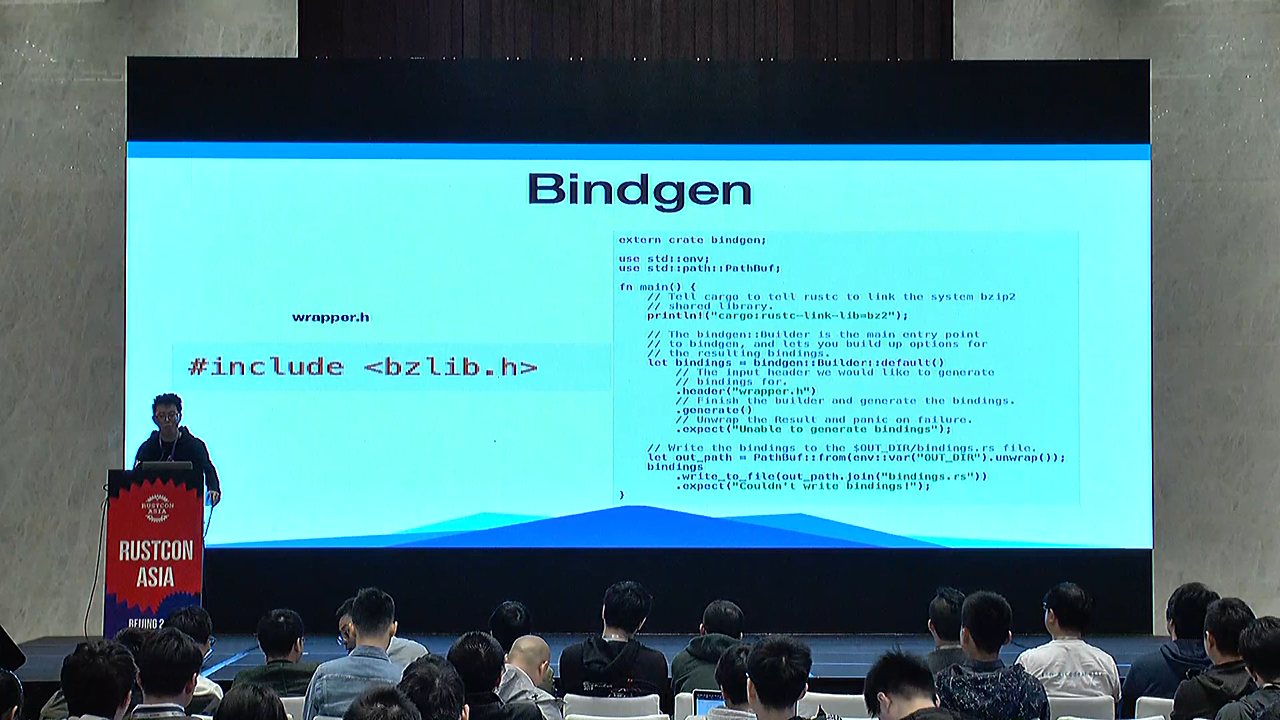 Bindgen
wrapper.h
#include <bzlib.h>
extern crate bindgen;
use std::env;
use std::path::PathBuf;
fn main() {
// Tell cargo to tell rustc to link the system bzip2
// shared library.
println!("cargo:rustc-link-lib=bz2");
// The bindgen::Builder is the main entry point
// to bindgen, and lets you build up options for
// the resulting bindings.
let bindings = bindgen::Builder::default()
// The input header we would like to generate
// bindings for.
.header("wrapper.h")
// Finish the builder and generate the bindings.
.generate()
// Unwrap the Result and panic on failure.
.expect("Unable to generate bindings");
// Write the bindings to the $OUT_DIR/bindings.rs file.
let out_path = PathBuf::from(env::var("OUT_DIR").unwrap());
bindings
.write_to_file(out_path.join("bindings.rs"))
.expect("Couldn't write bindings!");
}
RUSTCON
ASIA
RUSTCON
ASIA
BEIJING 2